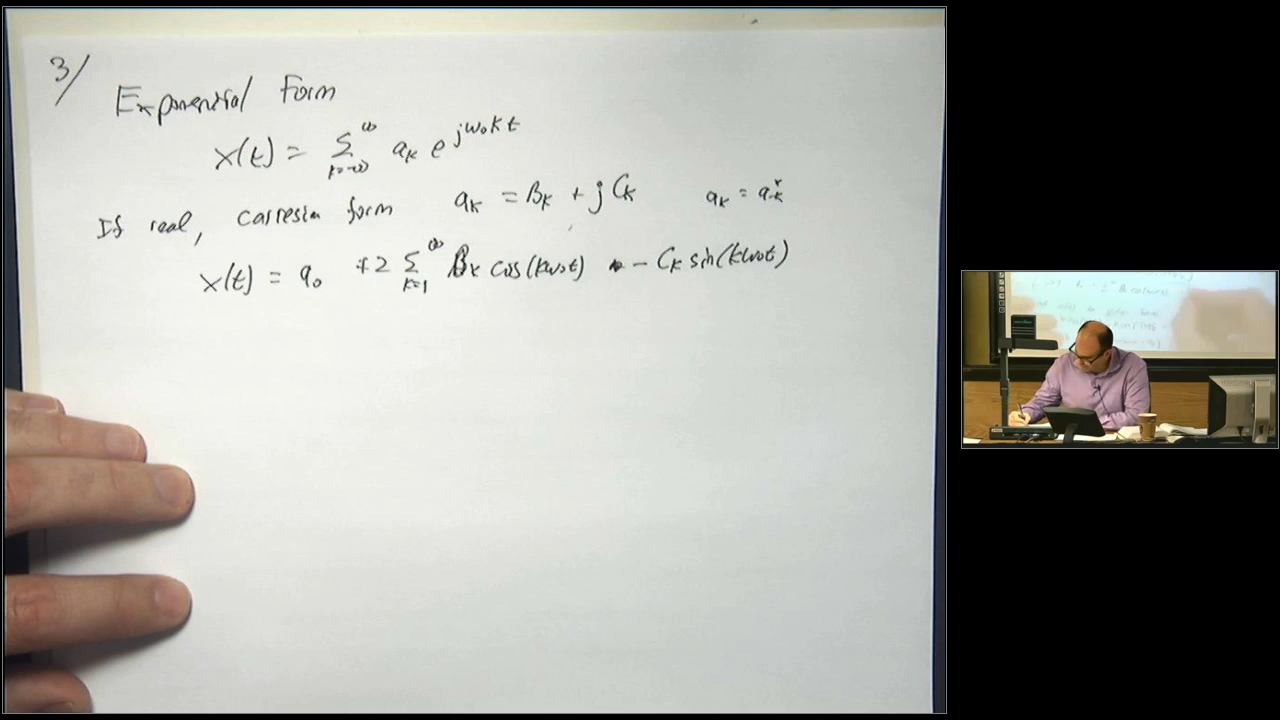 3/
Exponential Form
x(t) = Σ_{k=-∞}^{∞} a_k e^{jω₀kt}
If real, cartesian form a_k = B_k + j C_k a_k = a*_{-k}
x(t) = a₀ + 2 Σ_{k=1}^{∞} B_k cos(kω₀t) - C_k sin(kω₀t)